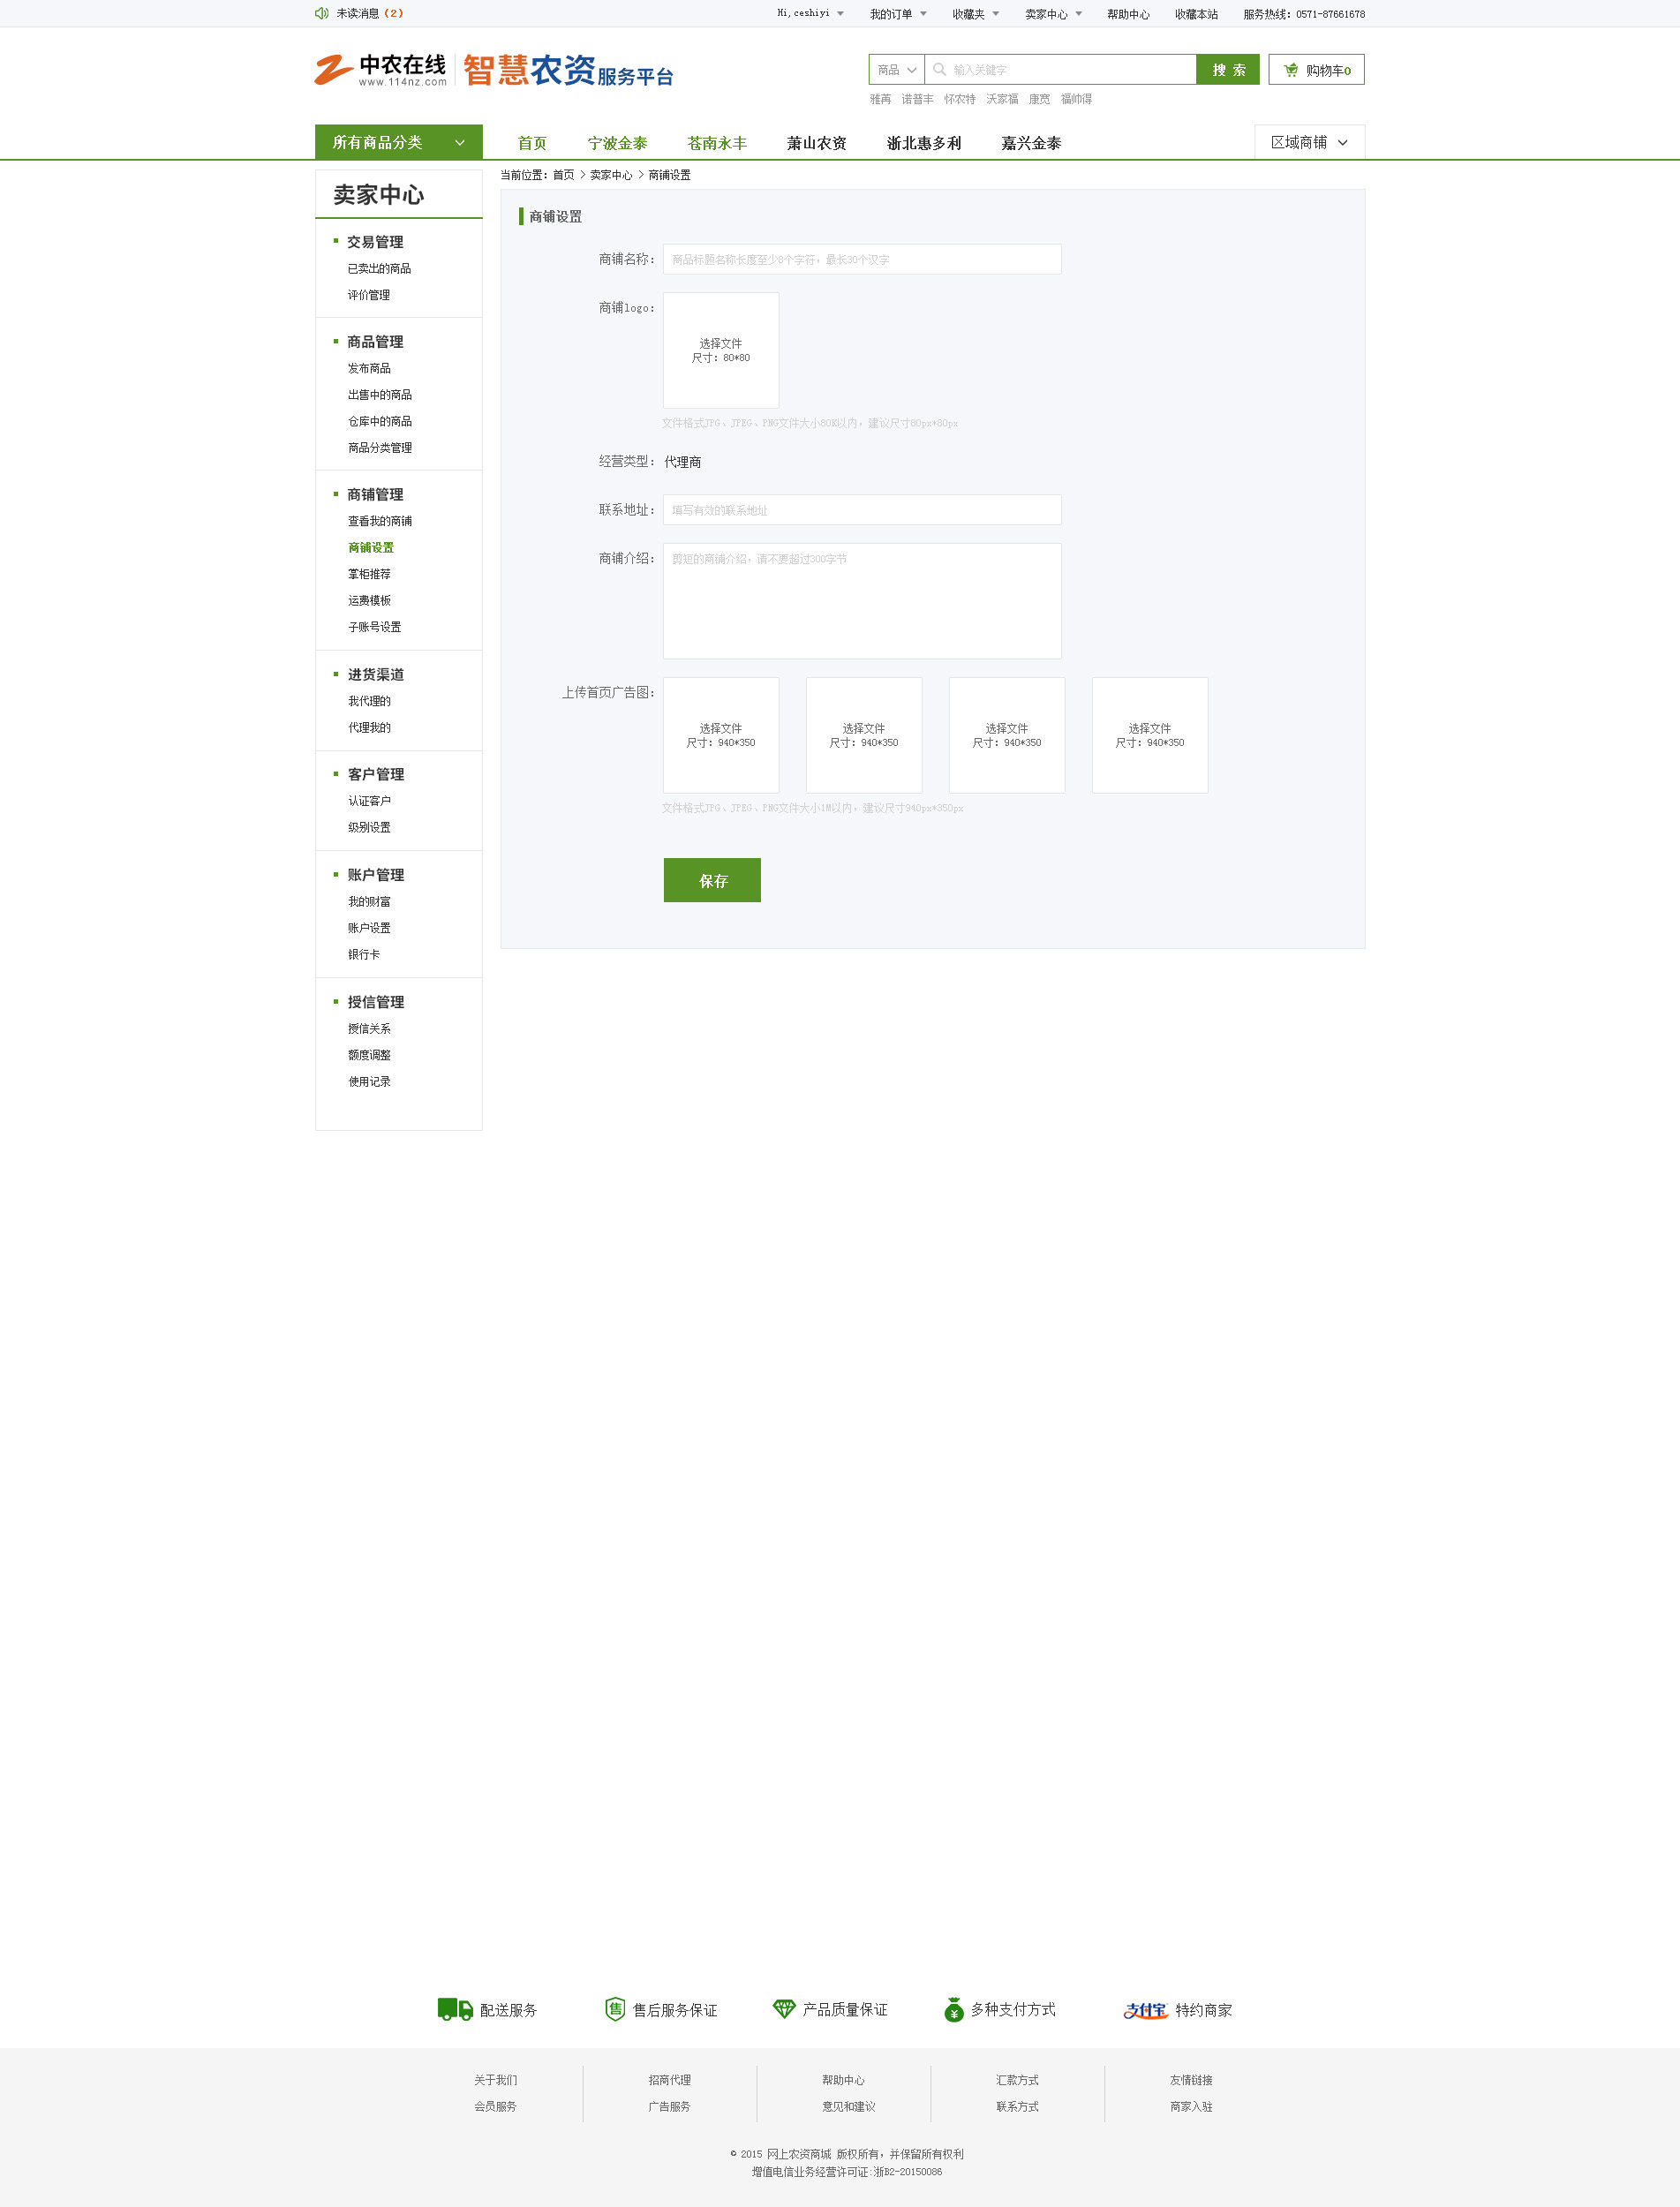 未读消息（2）
Hi,ceshiyi 我的订单 收藏夹 卖家中心 帮助中心 收藏本站 服务热线：0571-87661678
中农在线
www.114nz.com
智慧农资服务平台
商品 输入关键字 搜 索 购物车0
雅苒 诺普丰 怀农特 沃家福 康宽 福帅得
所有商品分类 首页 宁波金泰 苍南永丰 萧山农资 浙北惠多利 嘉兴金泰 区域商铺
当前位置：首页 > 卖家中心 > 商铺设置
卖家中心
交易管理
已卖出的商品
评价管理
商品管理
发布商品
出售中的商品
仓库中的商品
商品分类管理
商铺管理
查看我的商铺
商铺设置
掌柜推荐
运费模板
子账号设置
进货渠道
我代理的
代理我的
客户管理
认证客户
级别设置
账户管理
我的财富
账户设置
银行卡
授信管理
授信关系
额度调整
使用记录
商铺设置
商铺名称： 商品标题名称长度至少8个字符，最长30个汉字
商铺logo：
选择文件
尺寸：80*80
文件格式JPG、JPEG、PNG文件大小80K以内，建议尺寸80px*80px
经营类型： 代理商
联系地址： 填写有效的联系地址
商铺介绍： 剪短的商铺介绍，请不要超过300字节
上传首页广告图：
选择文件 选择文件 选择文件 选择文件
尺寸：940*350 尺寸：940*350 尺寸：940*350 尺寸：940*350
文件格式JPG、JPEG、PNG文件大小1M以内，建议尺寸940px*350px
保存
配送服务 售 售后服务保证 产品质量保证 ¥ 多种支付方式 支付宝 特约商家
关于我们 招商代理 帮助中心 汇款方式 友情链接
会员服务 广告服务 意见和建议 联系方式 商家入驻
© 2015 网上农资商城 版权所有，并保留所有权利
增值电信业务经营许可证:浙B2-20150086